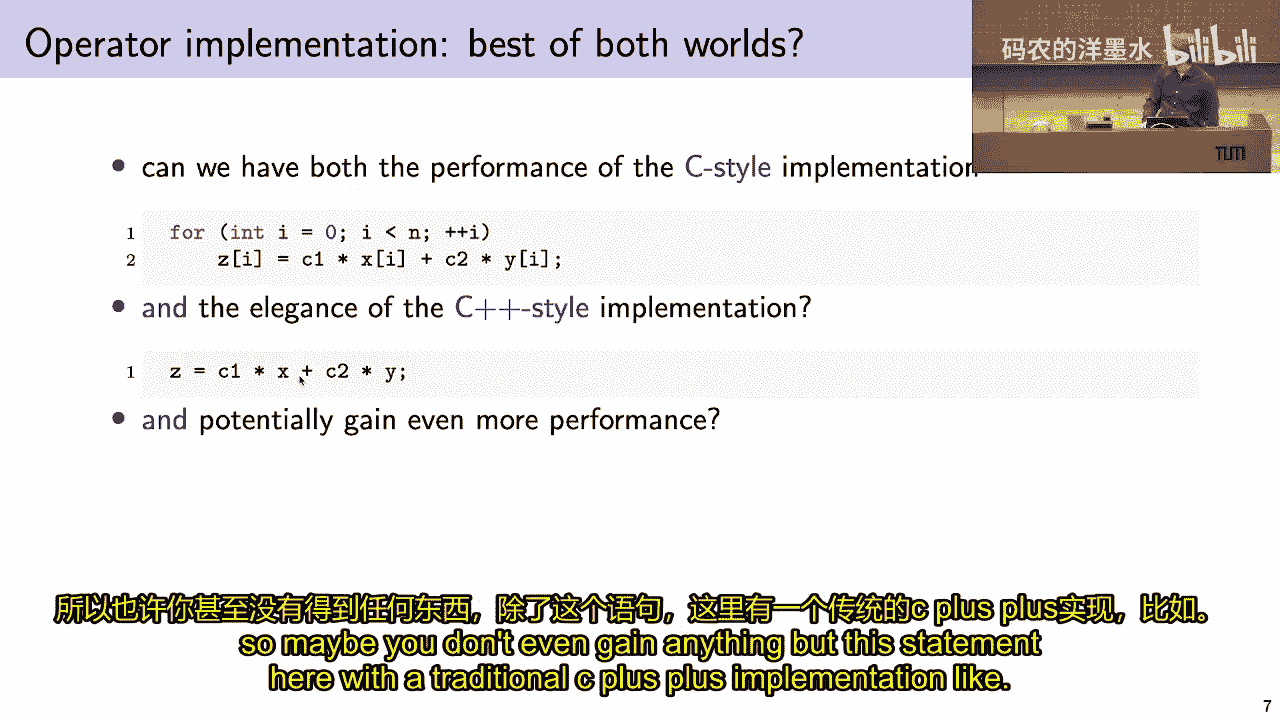 Operator implementation: best of both worlds?
码农的洋墨水 bilibili
TUM
• can we have both the performance of the C-style implementation
1 for (int i = 0; i < n; ++i)
2 z[i] = c1 * x[i] + c2 * y[i];
• and the elegance of the C++-style implementation?
1 z = c1 * x + c2 * y;
• and potentially gain even more performance?
所以也许你甚至没有得到任何东西，除了这个语句，这里有一个传统的c plus plus实现，比如。
so maybe you don't even gain anything but this statement
here with a traditional c plus plus implementation like.
7